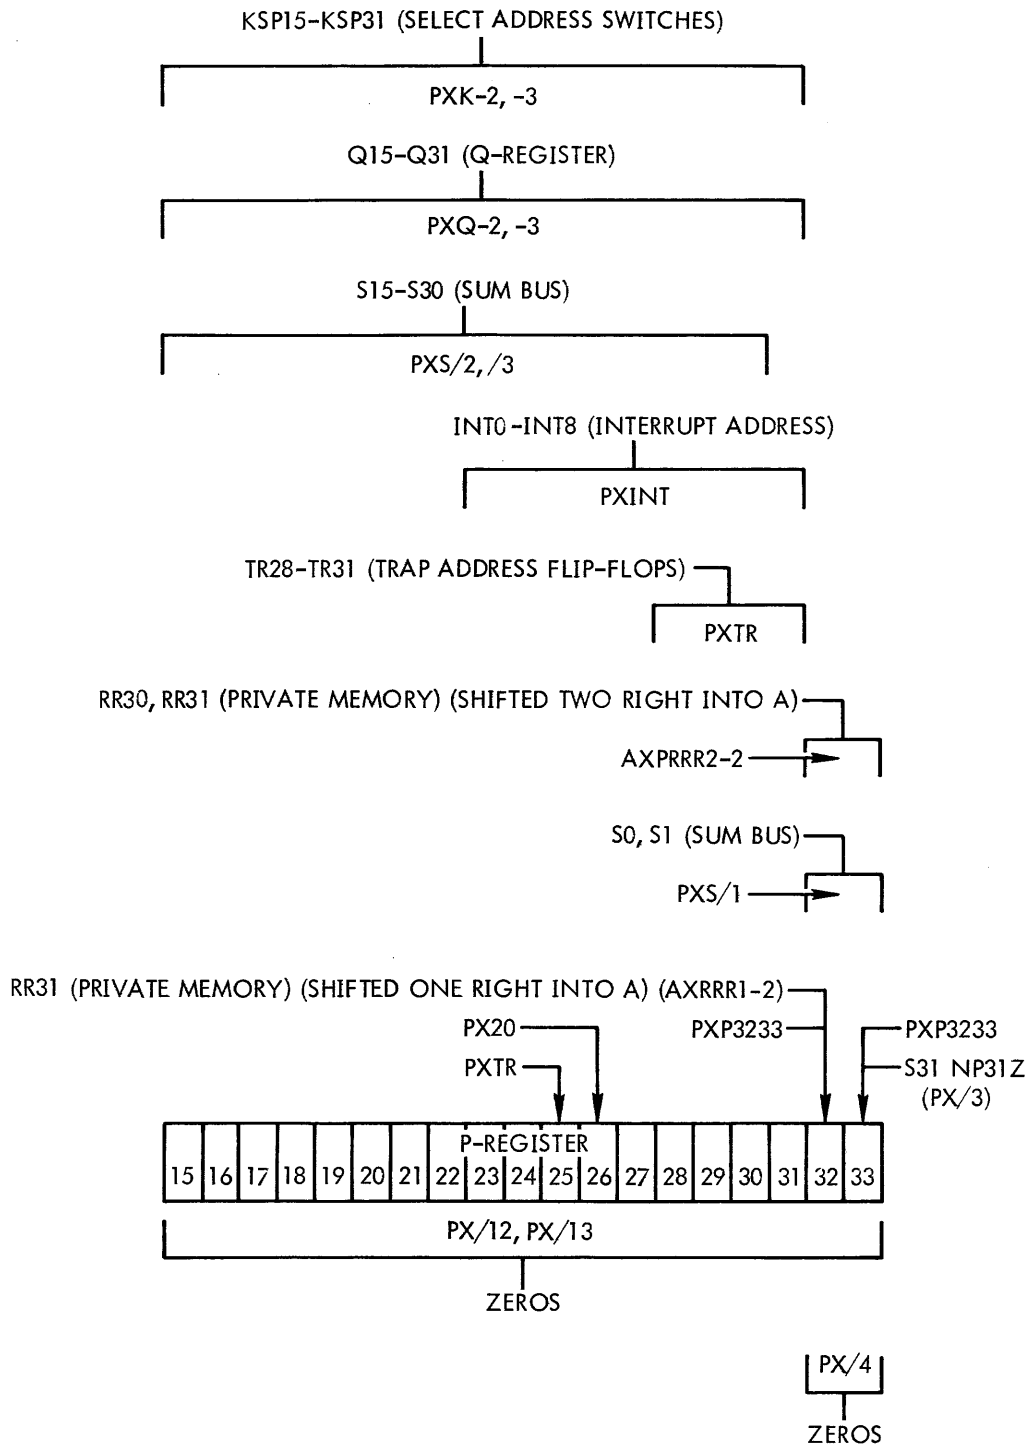 KSP15-KSP31 (SELECT ADDRESS SWITCHES)
PXK-2, -3
Q15-Q31 (Q-REGISTER)
PXQ-2, -3
S15-S30 (SUM BUS)
PXS/2, /3
INT0-INT8 (INTERRUPT ADDRESS)
PXINT
TR28-TR31 (TRAP ADDRESS FLIP-FLOPS)
PXTR
RR30, RR31 (PRIVATE MEMORY) (SHIFTED TWO RIGHT INTO A)
AXPRRR2-2
S0, S1 (SUM BUS)
PXS/1
RR31 (PRIVATE MEMORY) (SHIFTED ONE RIGHT INTO A) (AXRRR1-2)
PX20 PXP3233 PXP3233
PXTR S31 NP31Z
(PX/3)
P-REGISTER
15 16 17 18 19 20 21 22 23 24 25 26 27 28 29 30 31 32 33
PX/12, PX/13
ZEROS
PX/4
ZEROS